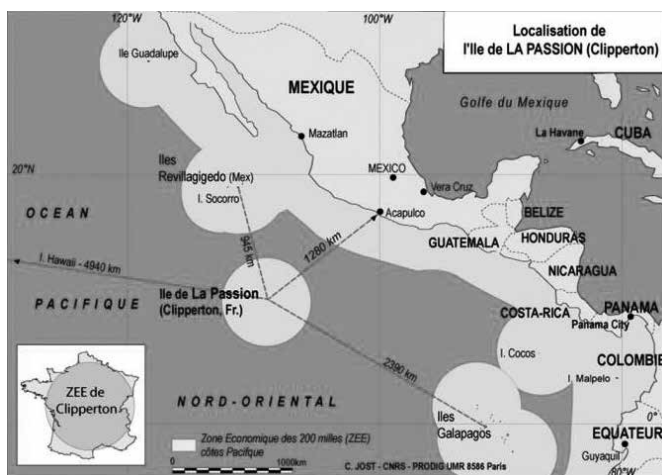 120°W
100°W
Localisation de
l'Ile de LA PASSION (Clipperton)
Ile Guadalupe
MEXIQUE
Golfe du Mexique
Mazatlan
La Havane
CUBA
20°N
Iles
Revillagigedo (Mex)
MEXICO
Vera Cruz
I. Socorro
OCEAN
Acapulco
BELIZE
GUATEMALA
HONDURAS
945 km
1280 km
I. Hawaii - 4940 km
NICARAGUA
PACIFIQUE
Ile de La Passion
(Clipperton, Fr.)
COSTA-RICA
PANAMA
Panama City
I. Cocos
COLOMBIE
2390 km
I. Malpelo
ZEE de
Clipperton
NORD-ORIENTAL
Iles
Galapagos
0°
EQUATEUR
Zone Economique des 200 milles (ZEE)
côtes Pacifique
Guyaquil
0
1000km
C. JOST - CNRS - PRODIG UMR 8586 Paris
80°W